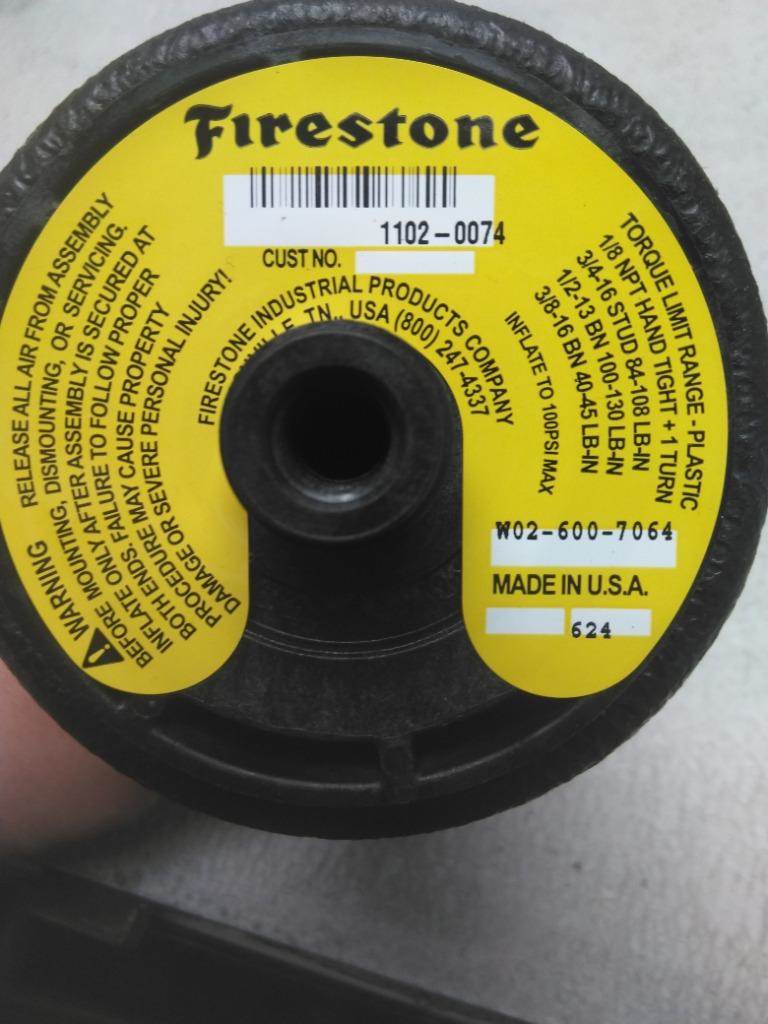 Firestone
1102-0074
CUST NO.
FIRESTONE INDUSTRIAL PRODUCTS COMPANY
TN., USA (800) 247-4337
INFLATE TO 100PSI MAX
TORQUE LIMIT RANGE - PLASTIC
1/8 NPT HAND TIGHT + 1 TURN
3/4-16 STUD 84-108 LB-IN
1/2-13 BN 100-130 LB-IN
3/8-16 BN 40-45 LB-IN
W02-600-7064
MADE IN U.S.A.
624
WARNING RELEASE ALL AIR FROM ASSEMBLY
BEFORE MOUNTING, DISMOUNTING, OR SERVICING.
INFLATE ONLY AFTER ASSEMBLY IS SECURED AT
BOTH ENDS. FAILURE TO FOLLOW PROPER
PROCEDURE MAY CAUSE PROPERTY
DAMAGE OR SEVERE PERSONAL INJURY!